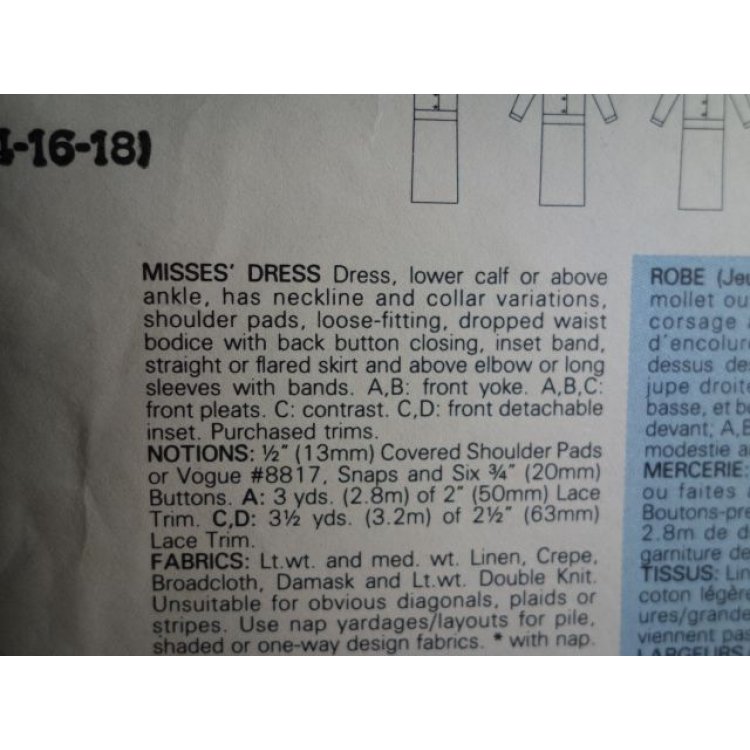 4-16-18)
MISSES' DRESS Dress, lower calf or above
ankle, has neckline and collar variations,
shoulder pads, loose-fitting, dropped waist
bodice with back button closing, inset band,
straight or flared skirt and above elbow or long
sleeves with bands. A,B: front yoke. A,B,C:
front pleats. C: contrast. C,D: front detachable
inset. Purchased trims.
NOTIONS: ½" (13mm) Covered Shoulder Pads
or Vogue #8817, Snaps and Six ¾" (20mm)
Buttons. A: 3 yds. (2.8m) of 2" (50mm) Lace
Trim. C,D: 3½ yds. (3.2m) of 2½" (63mm)
Lace Trim.
FABRICS: Lt.wt. and med. wt. Linen, Crepe,
Broadcloth, Damask and Lt.wt. Double Knit.
Unsuitable for obvious diagonals, plaids or
stripes. Use nap yardages/layouts for pile,
shaded or one-way design fabrics. * with nap.
ROBE (Jeu
mollet ou
corsage
d'encolure
dessus de
jupe droite
basse, et b
devant; A,B
modestie a
MERCERIE:
ou faites
Boutons-pre
2.8m de d
garniture de
TISSUS: Lin
coton légère
ures/grande
viennent pas
LARGEURS